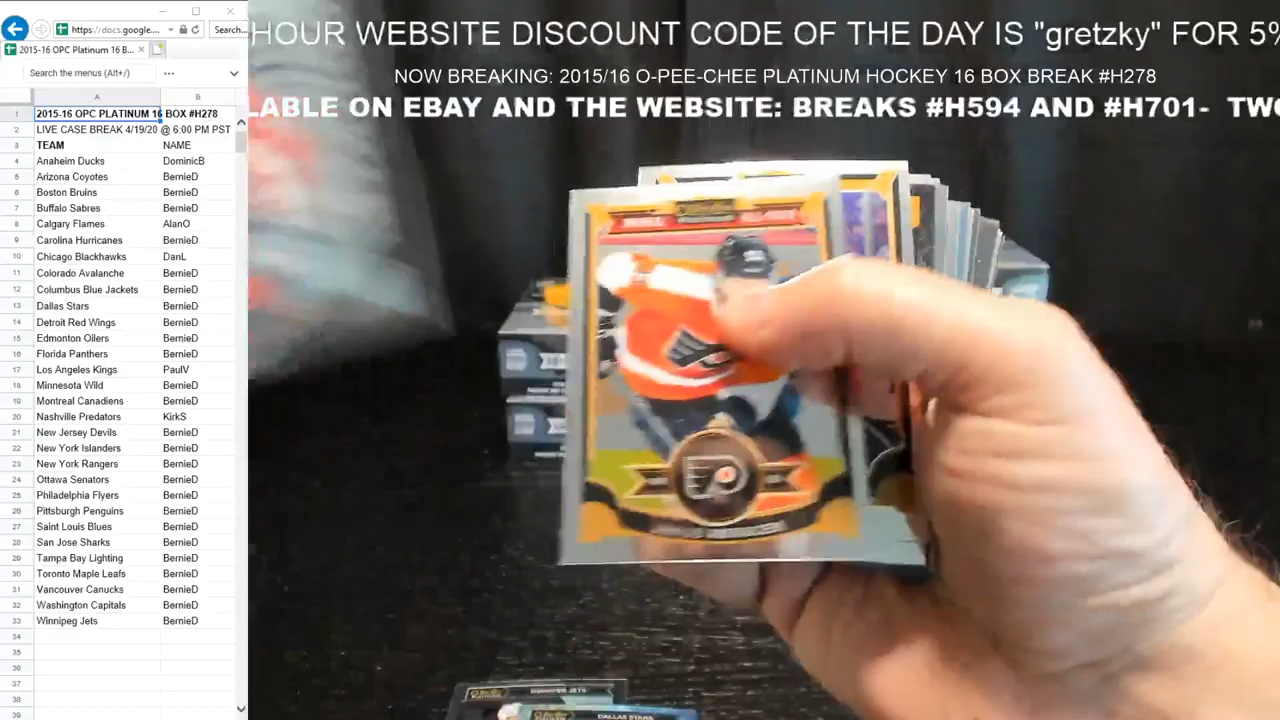 https://docs.google....
Search...
2015-16 OPC Platinum 16 B...
Search the menus (Alt+/)
A B
1 2015-16 OPC PLATINUM 16 BOX #H278
2 LIVE CASE BREAK 4/19/20 @ 6:00 PM PST
3 TEAM NAME
4 Anaheim Ducks DominicB
5 Arizona Coyotes BernieD
6 Boston Bruins BernieD
7 Buffalo Sabres BernieD
8 Calgary Flames AlanO
9 Carolina Hurricanes BernieD
10 Chicago Blackhawks DanL
11 Colorado Avalanche BernieD
12 Columbus Blue Jackets BernieD
13 Dallas Stars BernieD
14 Detroit Red Wings BernieD
15 Edmonton Oilers BernieD
16 Florida Panthers BernieD
17 Los Angeles Kings PaulV
18 Minnesota Wild BernieD
19 Montreal Canadiens BernieD
20 Nashville Predators KirkS
21 New Jersey Devils BernieD
22 New York Islanders BernieD
23 New York Rangers BernieD
24 Ottawa Senators BernieD
25 Philadelphia Flyers BernieD
26 Pittsburgh Penguins BernieD
27 Saint Louis Blues BernieD
28 San Jose Sharks BernieD
29 Tampa Bay Lighting BernieD
30 Toronto Maple Leafs BernieD
31 Vancouver Canucks BernieD
32 Washington Capitals BernieD
33 Winnipeg Jets BernieD
34
35
36
37
38
39
HOUR WEBSITE DISCOUNT CODE OF THE DAY IS "gretzky" FOR 5%
NOW BREAKING: 2015/16 O-PEE-CHEE PLATINUM HOCKEY 16 BOX BREAK #H278
LABLE ON EBAY AND THE WEBSITE: BREAKS #H594 AND #H701- TWO
WINNIPEG JETS
DALLAS STARS